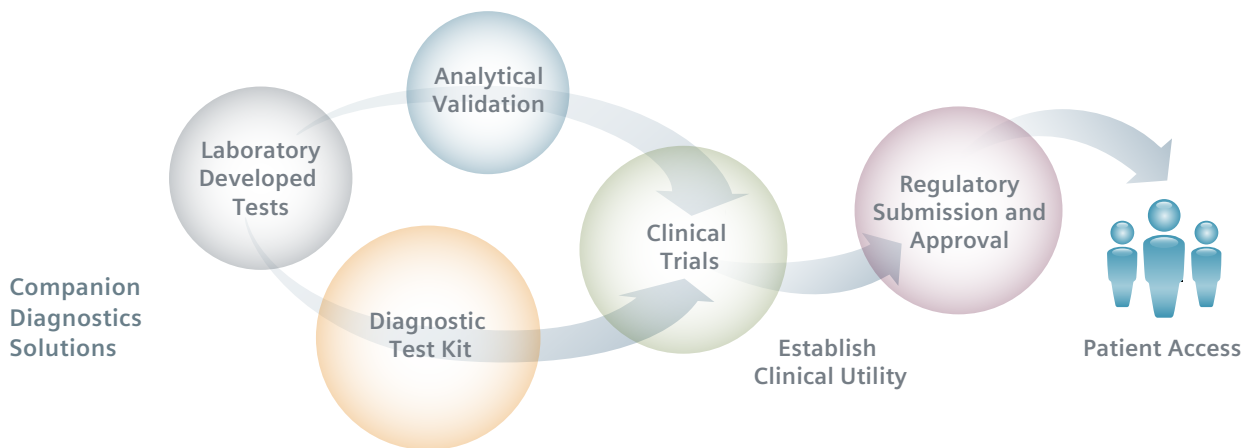 Analytical
Validation
Laboratory
Developed
Tests
Regulatory
Submission and
Approval
Clinical
Trials
Companion
Diagnostics
Solutions
Diagnostic
Test Kit
Establish
Clinical Utility
Patient Access